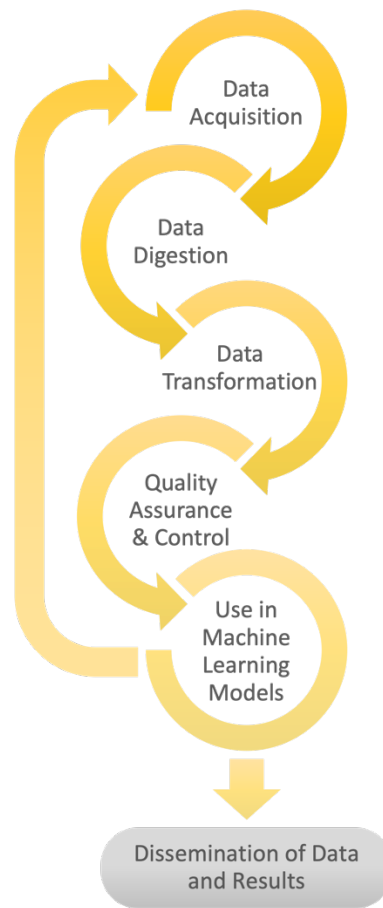 Data
Acquisition
Data
Digestion
Data
Transformation
Quality
Assurance
& Control
Use in
Machine
Learning
Models
Dissemination of Data
and Results